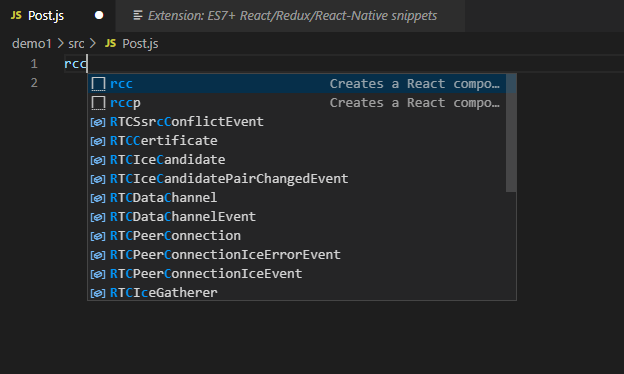 JS Post.js ● Extension: ES7+ React/Redux/React-Native snippets
demo1 > src > JS Post.js
1 rcc
2
rcc Creates a React compo…
rccp Creates a React compo…
RTCSsrcConflictEvent
RTCCertificate
RTCIceCandidate
RTCIceCandidatePairChangedEvent
RTCDataChannel
RTCDataChannelEvent
RTCPeerConnection
RTCPeerConnectionIceErrorEvent
RTCPeerConnectionIceEvent
RTCIceGatherer